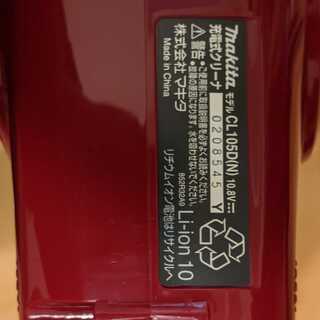 makita
充電式クリーナ
モデル CL105D(N) 10.8V⎓
0208545 Y
⚠警告
株式会社マキタ
Made in China
852R32A0
Li-ion 10
リチウムイオン電池はリサイクルへ